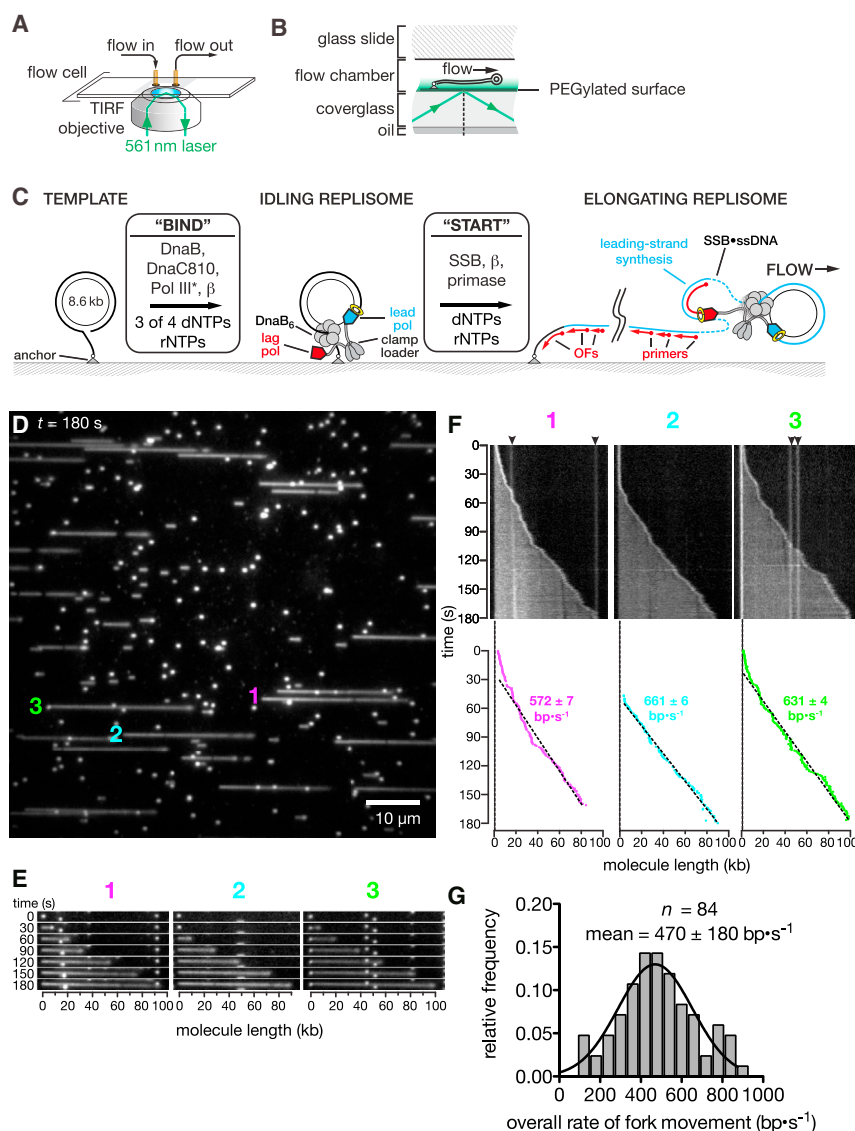 A
flow in
flow out
flow cell
TIRF
objective
561 nm laser
B
glass slide
flow chamber
flow
PEGylated surface
coverglass
oil
C
TEMPLATE
IDLING REPLISOME
ELONGATING REPLISOME
8.6 kb
anchor
"BIND"
DnaB,
DnaC810,
Pol III*, β
3 of 4 dNTPs
rNTPs
DnaB6
lag
pol
lead
pol
clamp
loader
"START"
SSB, β,
primase
dNTPs
rNTPs
leading-strand
synthesis
SSB•ssDNA
FLOW
OFs
primers
D
t = 180 s
1
3
2
10 µm
E
1 2 3
time (s)
0
30
60
90
120
150
180
0 20 40 60 80 100
0 20 40 60 80
0 20 40 60 80 100
molecule length (kb)
F
1 2 3
0
30
60
90
120
150
180
time (s)
0
30
60
90
120
150
180
572 ± 7
bp•s⁻¹
661 ± 6
bp•s⁻¹
631 ± 4
bp•s⁻¹
0 20 40 60 80 100
0 20 40 60 80 100
0 20 40 60 80 100
molecule length (kb)
G
n = 84
mean = 470 ± 180 bp•s⁻¹
relative frequency
0.20
0.15
0.10
0.05
0.00
0 200 400 600 800 1000
overall rate of fork movement (bp•s⁻¹)